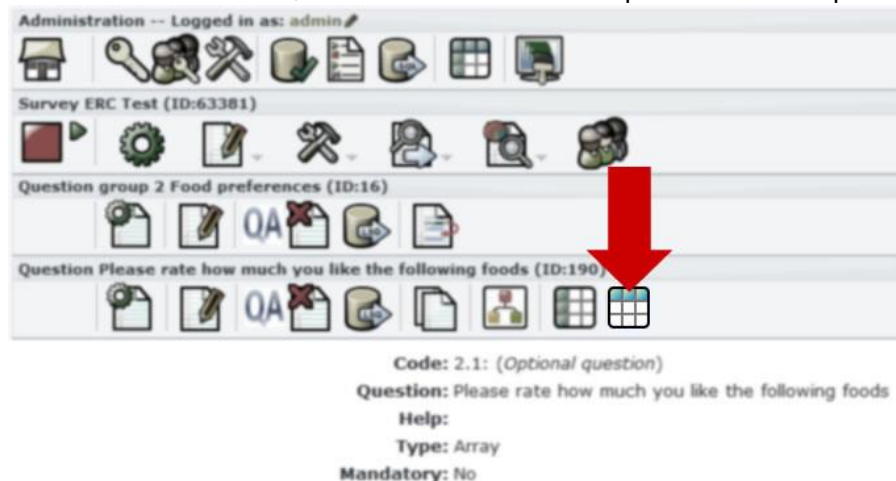 Administration -- Logged in as: admin
Survey ERC Test (ID:63381)
Question group 2 Food preferences (ID:16)
QA
Question Please rate how much you like the following foods (ID:190)
QA
Code: 2.1: (Optional question)
Question: Please rate how much you like the following foods
Help:
Type: Array
Mandatory: No